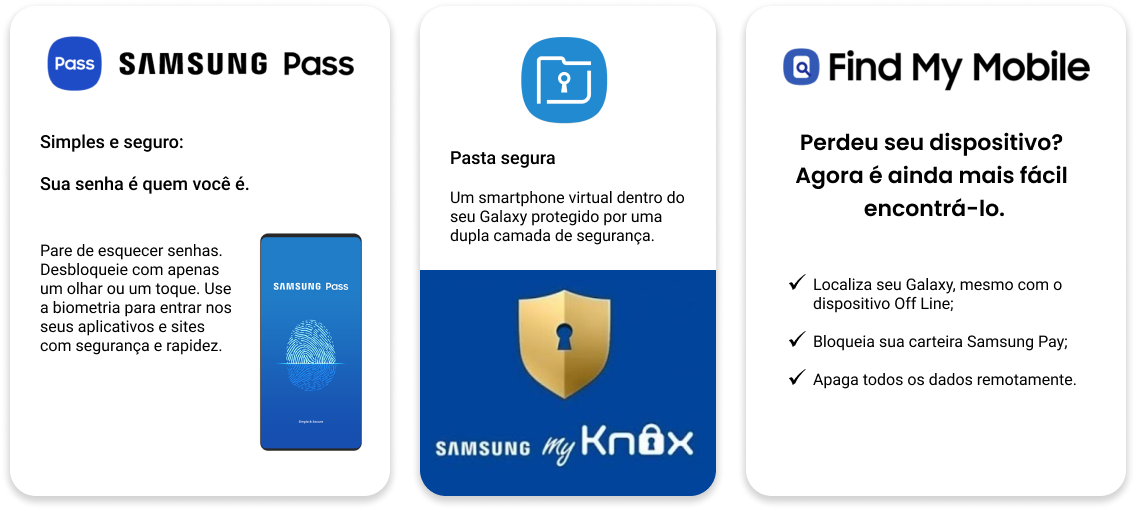 Pass
SAMSUNG Pass
Simples e seguro:
Sua senha é quem você é.
Pare de esquecer senhas.
Desbloqueie com apenas
um olhar ou um toque. Use
a biometria para entrar nos
seus aplicativos e sites
com segurança e rapidez.
SAMSUNG Pass
Simple & Secure
Pasta segura
Um smartphone virtual dentro do
seu Galaxy protegido por uma
dupla camada de segurança.
SAMSUNG my Knox
Find My Mobile
Perdeu seu dispositivo?
Agora é ainda mais fácil
encontrá-lo.
Localiza seu Galaxy, mesmo com o
dispositivo Off Line;
Bloqueia sua carteira Samsung Pay;
Apaga todos os dados remotamente.